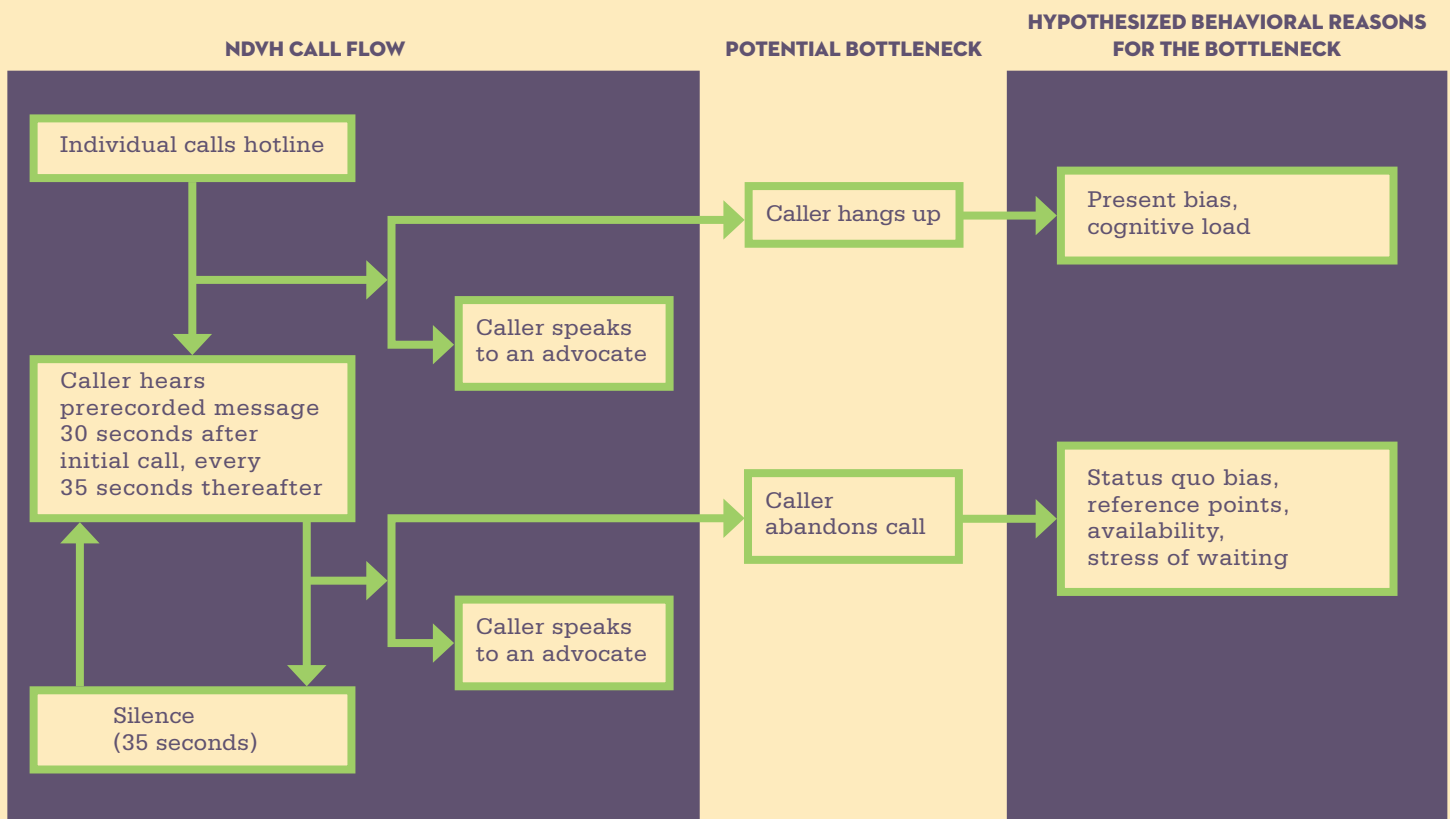 NDVH CALL FLOW
POTENTIAL BOTTLENECK
HYPOTHESIZED BEHAVIORAL REASONS
FOR THE BOTTLENECK
Individual calls hotline
Caller hangs up
Present bias,
cognitive load
Caller speaks
to an advocate
Caller hears
prerecorded message
30 seconds after
initial call, every
35 seconds thereafter
Caller
abandons call
Status quo bias,
reference points,
availability,
stress of waiting
Caller speaks
to an advocate
Silence
(35 seconds)